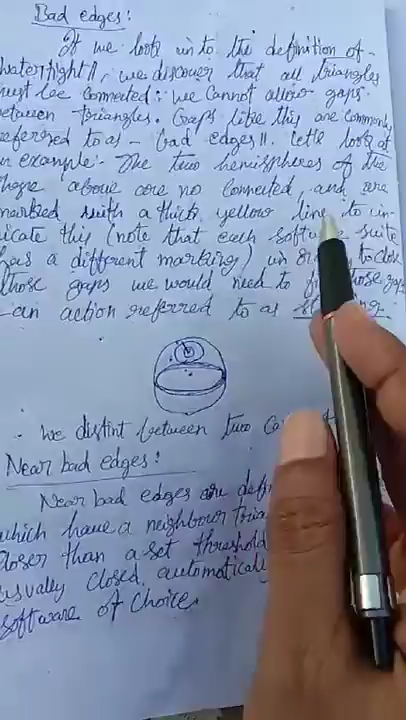 Bad edges:
If we look in to the definition of
watertight", we discover that all triangles
must be connected: we cannot allow gaps
between triangles. Gaps like this are commonly
referred to as - bad edges". Let's look at
an example:- The two hemispheres of the
shape above are no connected, and are
marked with a thick yellow line to in-
dicate this (note that each software suite
has a different marking) in to close
those gaps we would need to those gaps
an action referred to as
. We distint between two
Near bad edges:
Near bad edges are
which have a neighbour
closer than a set threshold
usually closed automatically
software of choice.